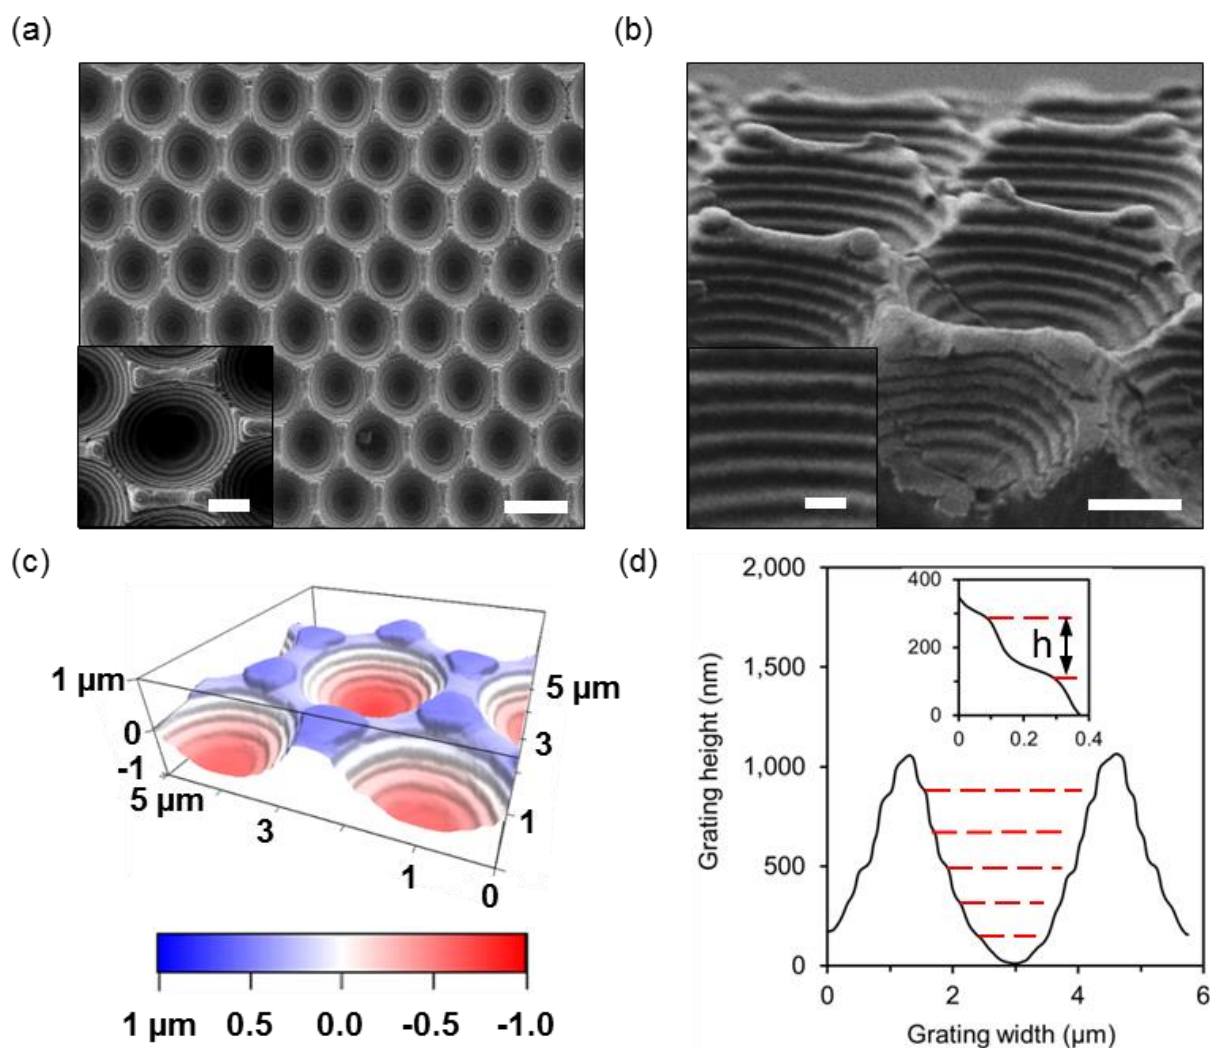 (a)
(b)
(c)
1 µm
0
-1
5 µm
3
1
0
1
3
5 µm
1 µm 0.5 0.0 -0.5 -1.0
(d)
Grating height (nm)
2,000
1,500
1,000
500
0
0 2 4 6
Grating width (µm)
400
200
0
0 0.2 0.4
h